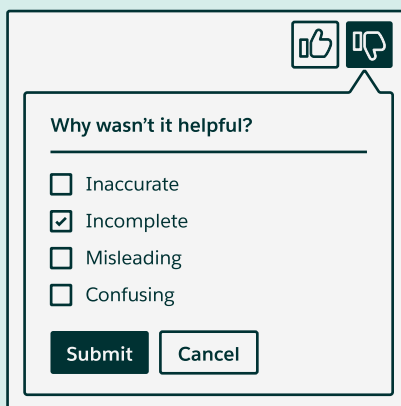 Why wasn’t it helpful?
Inaccurate
Incomplete
Misleading
Confusing
Submit Cancel